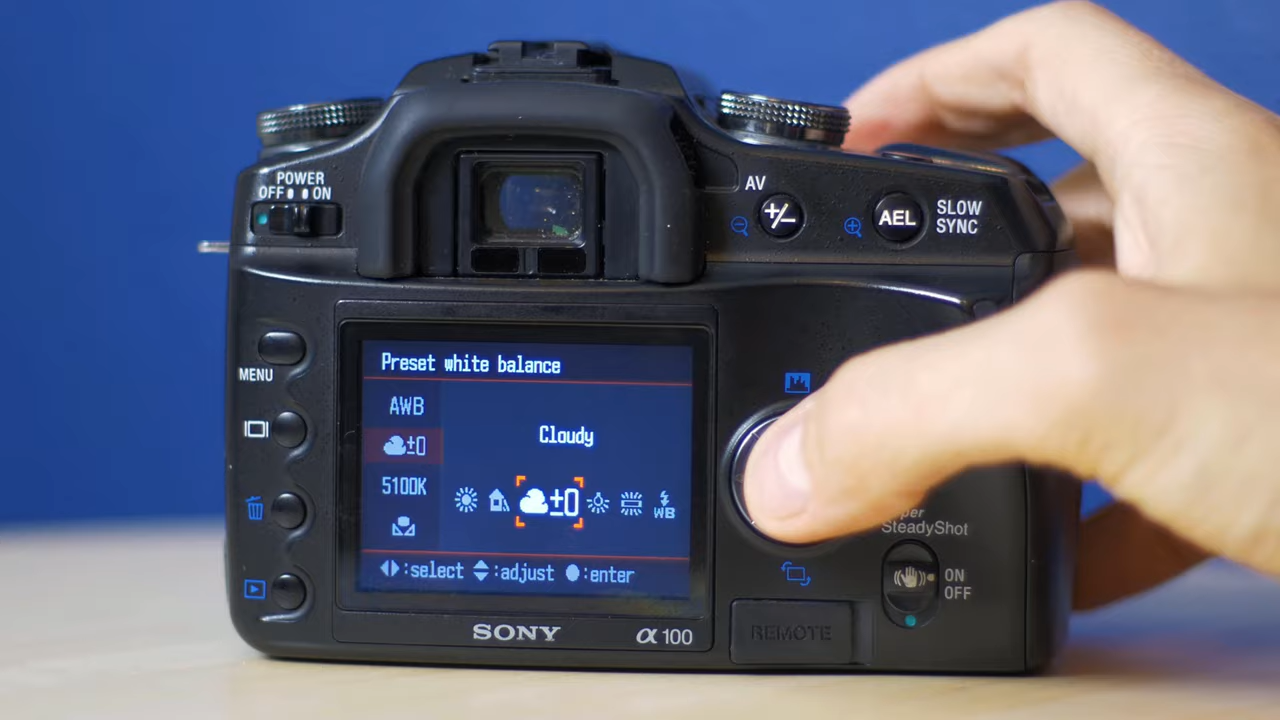 POWER
OFF ON
AV
+/-
AEL
SLOW
SYNC
MENU
Preset white balance
AWB
±0
5100K
Cloudy
±0
WB
:select :adjust :enter
SteadyShot
ON
OFF
SONY
α100
REMOTE